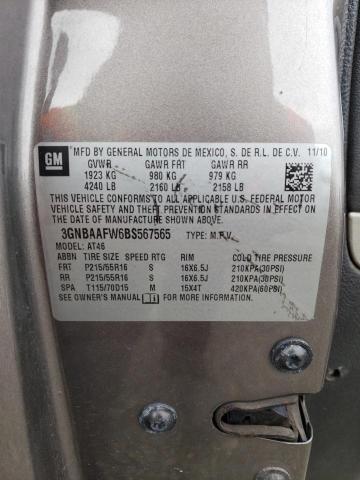 GM
MFD BY GENERAL MOTORS DE MEXICO, S. DE R.L. DE C.V. 11/10
GVWR GAWR FRT GAWR RR
1923 KG 980 KG 979 KG
4240 LB 2160 LB 2158 LB
THIS VEHICLE CONFORMS TO ALL APPLICABLE U.S. FEDERAL MOTOR
VEHICLE SAFETY, BUMPER, AND THEFT PREVENTION STANDARDS IN EFFECT ON
THE DATE OF MANUFACTURE SHOWN ABOVE.
3GNBAAFW6BS567565 TYPE: M.P.V.
MODEL: AT46
ABBN TIRE SIZE SPEED RTG RIM COLD TIRE PRESSURE
FRT P215/55R16 S 16X6.5J 210KPA(30PSI)
RR P215/55R16 S 16X6.5J 210KPA(30PSI)
SPA T115/70D15 M 15X4T 420KPA(60PSI)
SEE OWNER'S MANUAL FOR ADDITIONAL INFORMATION.